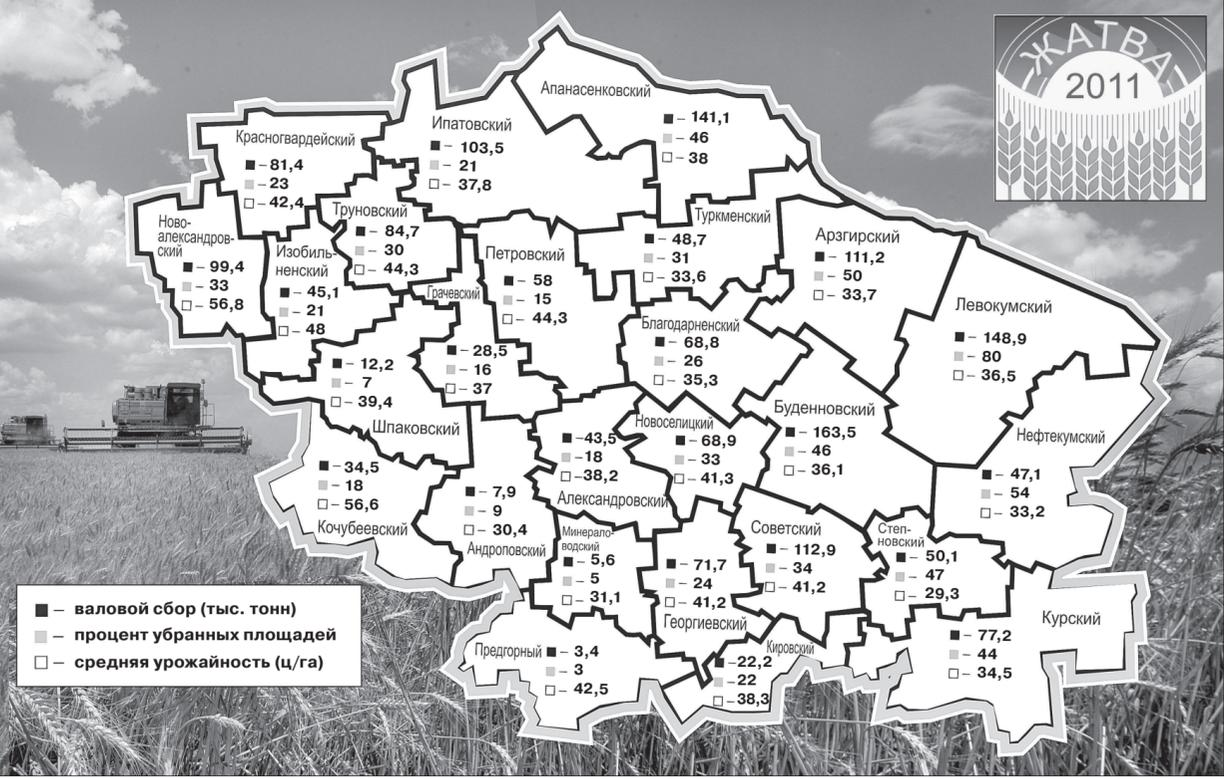 ЖАТВА
2011
Апанасенковский
– 141,1
– 46
– 38
Ипатовский
– 103,5
– 21
– 37,8
Красногвардейский
– 81,4
– 23
– 42,4
Труновский
– 84,7
– 30
– 44,3
Ново-
александров-
ский
– 99,4
– 33
– 56,8
Изобиль-
ненский
– 45,1
– 21
– 48
Грачевский
– 28,5
– 16
– 37
Петровский
– 58
– 15
– 44,3
Туркменский
– 48,7
– 31
– 33,6
Арзгирский
– 111,2
– 50
– 33,7
Левокумский
– 148,9
– 80
– 36,5
Благодарненский
– 68,8
– 26
– 35,3
– 12,2
– 7
– 39,4
Шпаковский
Буденновский
– 163,5
– 46
– 36,1
Нефтекумский
– 47,1
– 54
– 33,2
Новоселицкий
– 68,9
– 33
– 41,3
–43,5
– 18
–38,2
Александровский
– 34,5
– 18
– 56,6
Кочубеевский
– 7,9
– 9
– 30,4
Андроповский
Минерало-
водский
– 5,6
– 5
– 31,1
– 71,7
– 24
– 41,2
Георгиевский
Советский
– 112,9
– 34
– 41,2
Степ-
новский
– 50,1
– 47
– 29,3
Курский
– 77,2
– 44
– 34,5
Предгорный
– 3,4
– 3
– 42,5
Кировский
–22,2
– 22
– 38,3
– валовой сбор (тыс. тонн)
– процент убранных площадей
– средняя урожайность (ц/га)